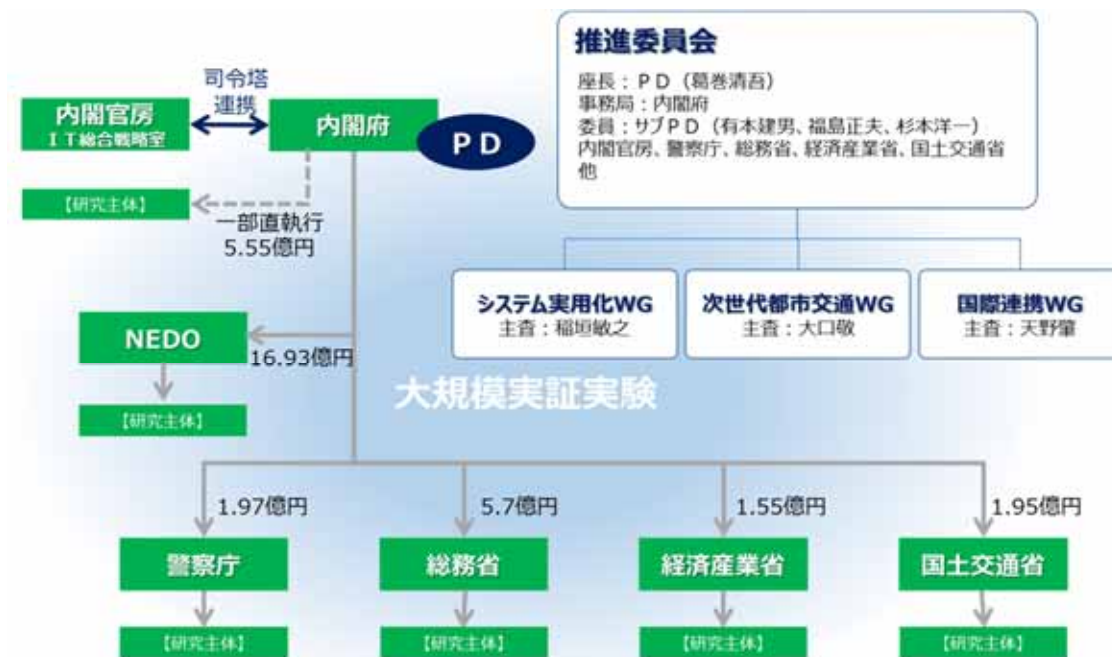 推進委員会
座長：ＰＤ（葛巻清吾）
事務局：内閣府
委員：サブPD（有本建男、福島正夫、杉本洋一）
内閣官房、警察庁、総務省、経済産業省、国土交通省
他
司令塔
連携
内閣官房
ＩＴ総合戦略室
内閣府
ＰＤ
【研究主体】
一部直執行
5.55億円
システム実用化WG
主査：稲垣敏之
次世代都市交通WG
主査：大口敬
国際連携WG
主査：天野肇
NEDO
16.93億円
【研究主体】
大規模実証実験
1.97億円
5.7億円
1.55億円
1.95億円
警察庁
総務省
経済産業省
国土交通省
【研究主体】
【研究主体】
【研究主体】
【研究主体】